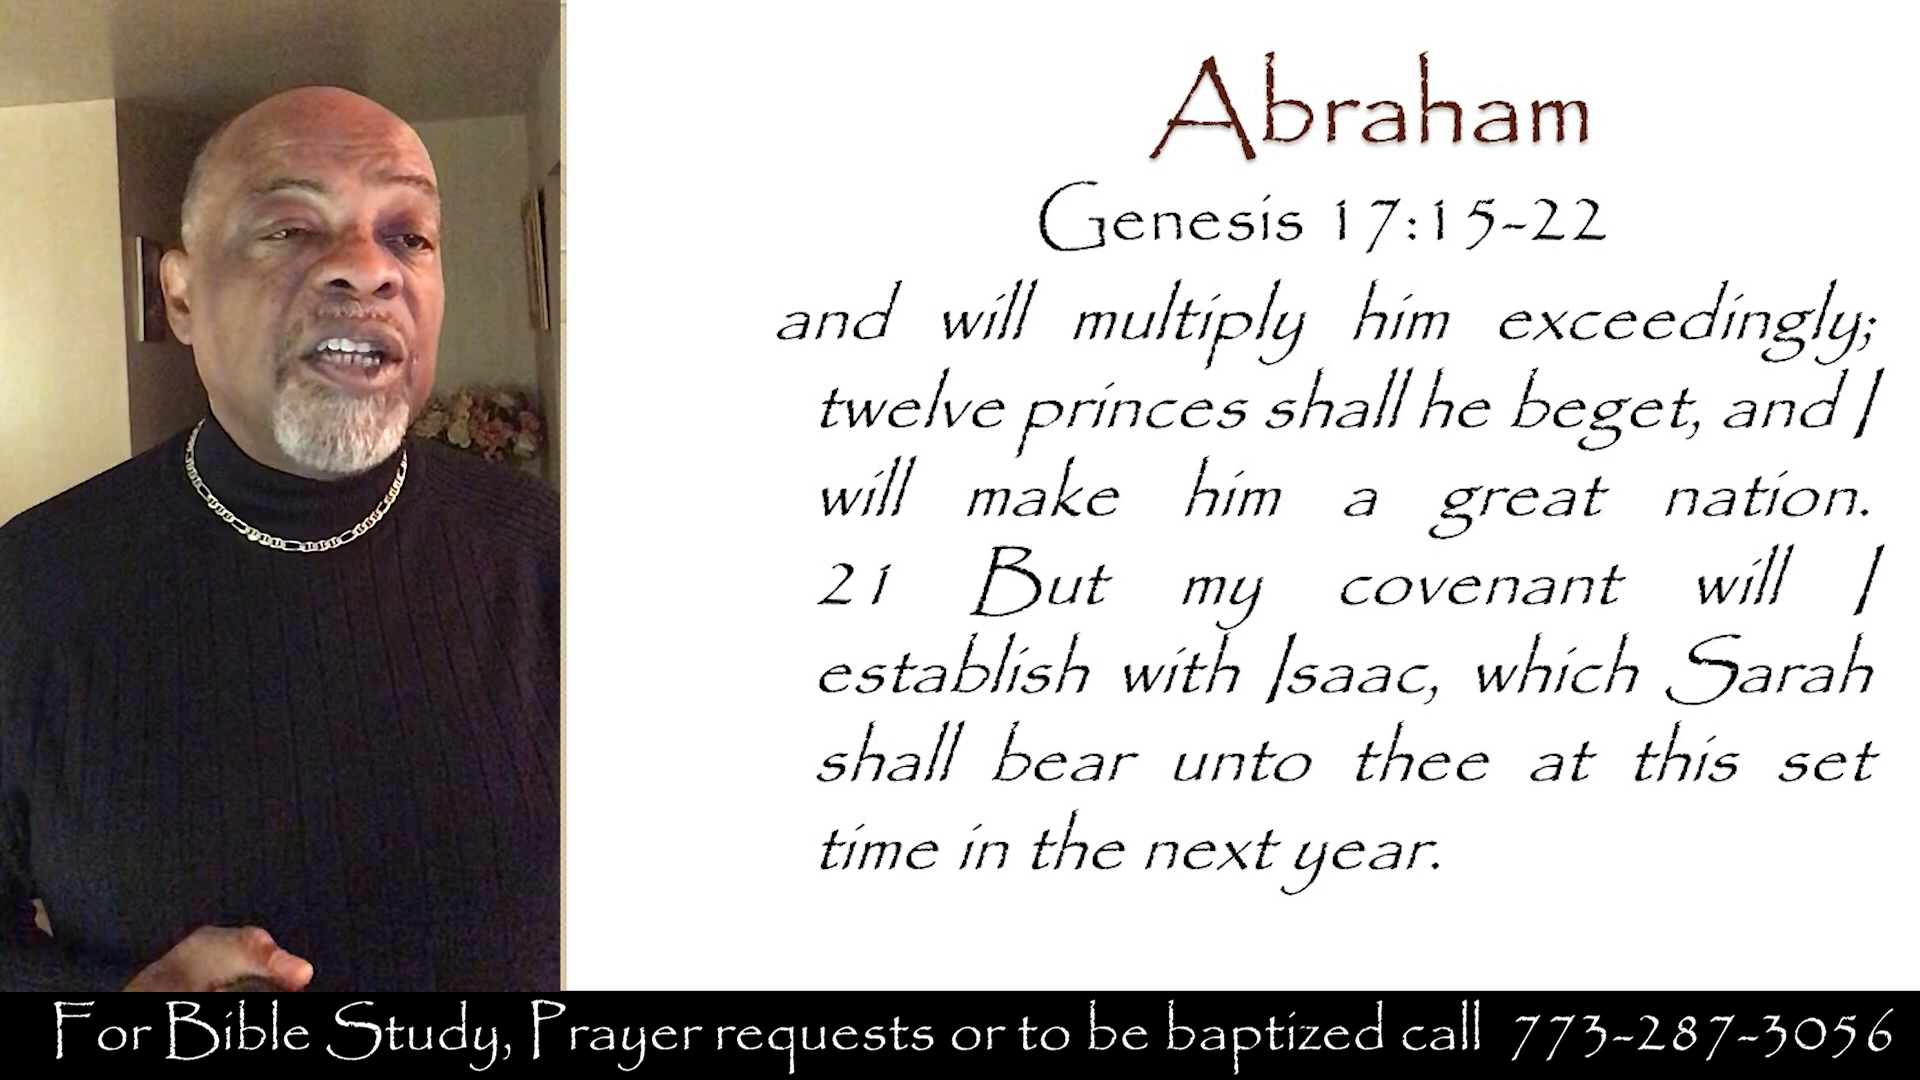 Abraham
Genesis 17:15-22
and will multiply him exceedingly;
twelve princes shall he beget, and I
will make him a great nation.
21 But my covenant will I
establish with Isaac, which Sarah
shall bear unto thee at this set
time in the next year.
For Bible Study, Prayer requests or to be baptized call 773-287-3056